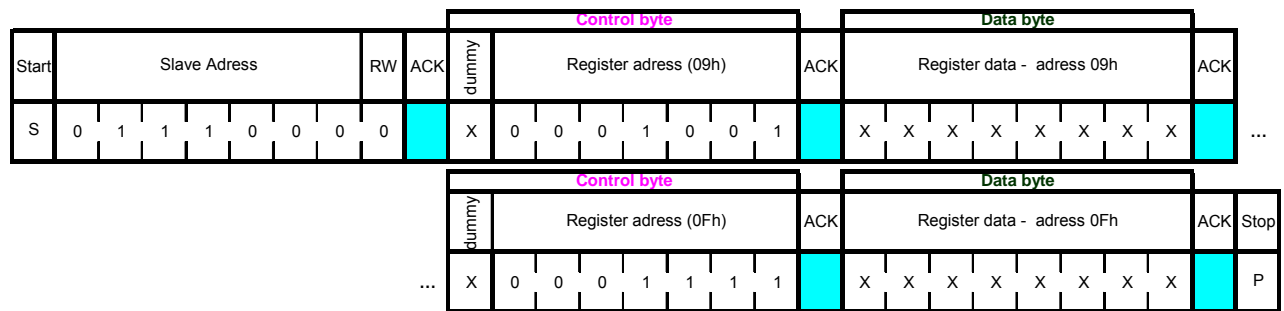 Control byte Data byte
Start Slave Adress RW ACK dummy Register adress (09h) ACK Register data - adress 09h ACK
S 0 1 1 1 0 0 0 0 X 0 0 0 1 0 0 1 X X X X X X X X ...
Control byte Data byte
dummy Register adress (0Fh) ACK Register data - adress 0Fh ACK Stop
... X 0 0 0 1 1 1 1 X X X X X X X X P